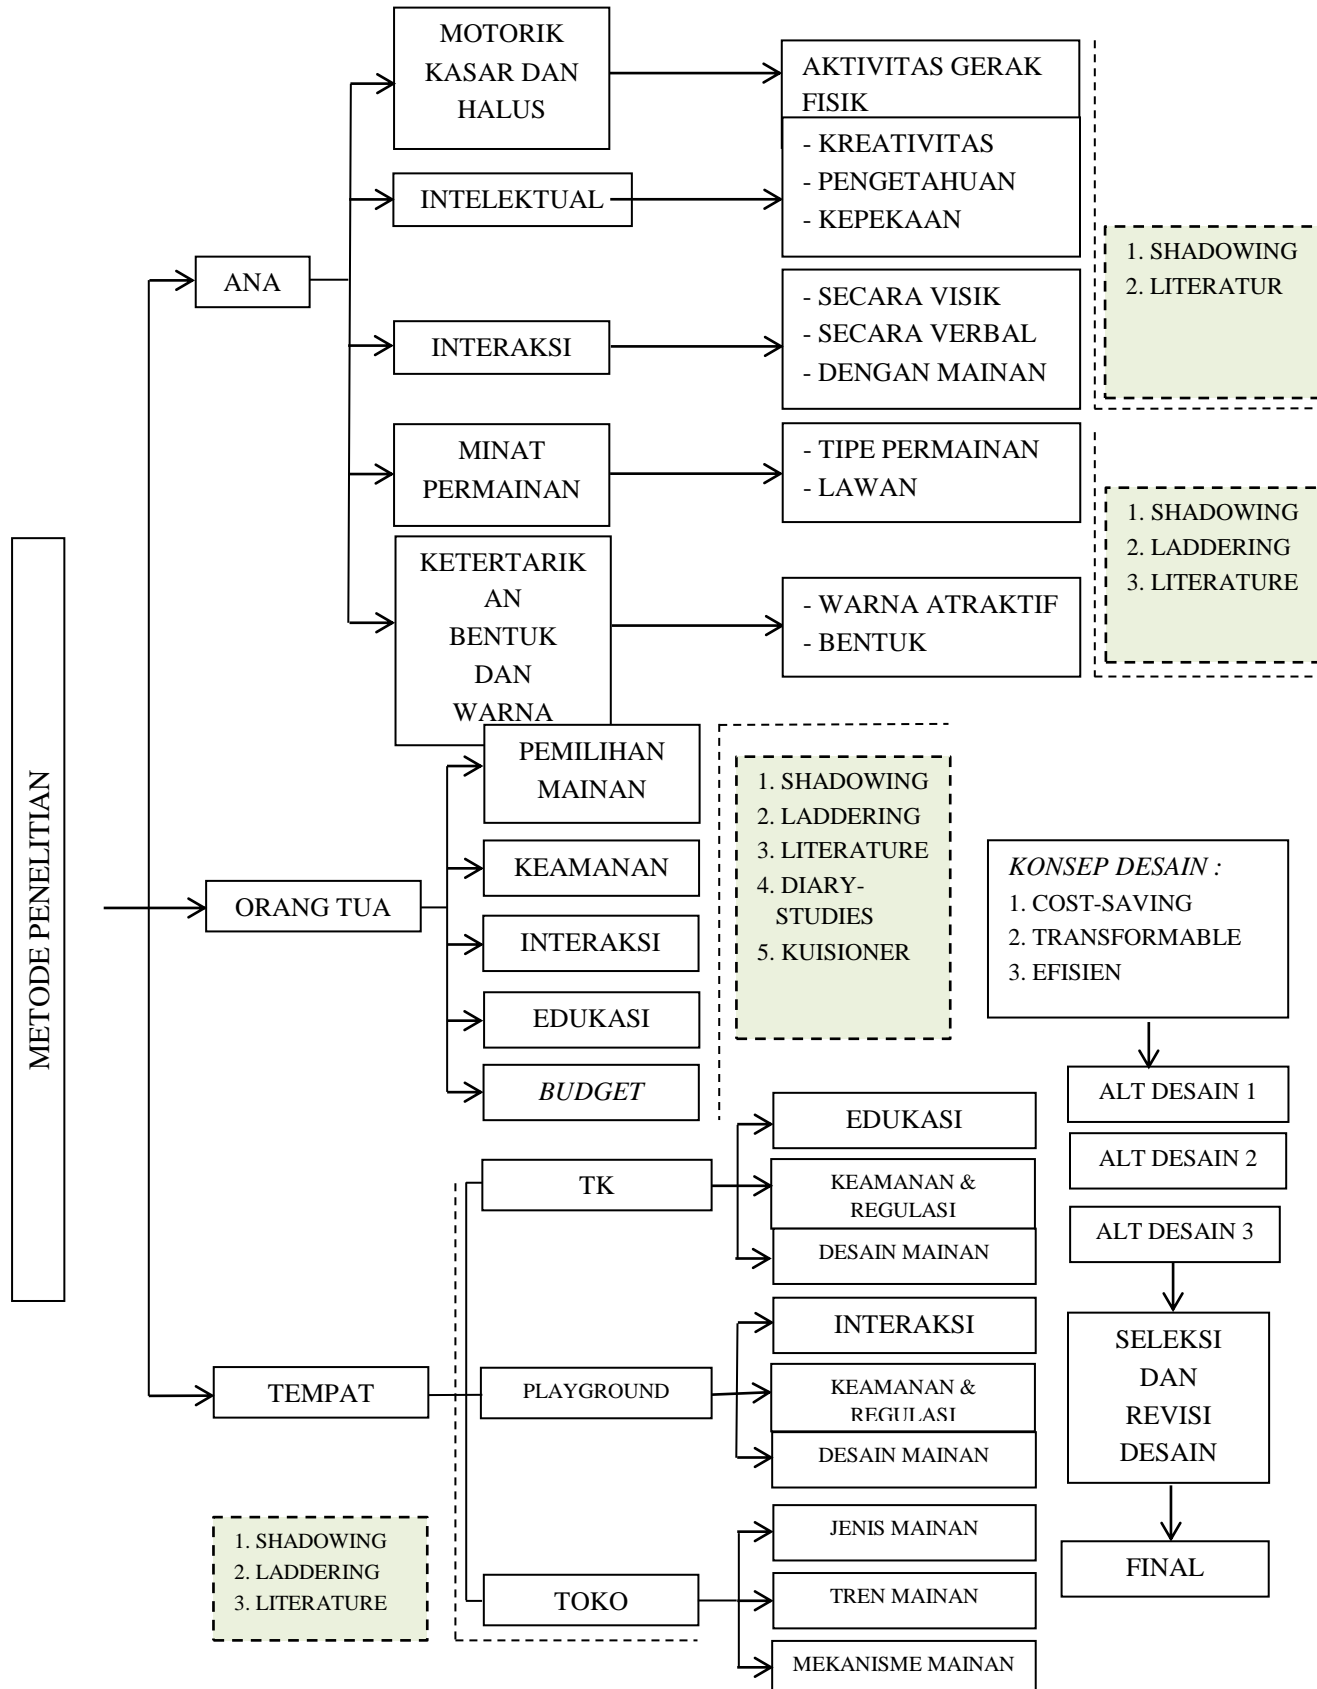 METODE PENELITIAN
ANA
MOTORIK
KASAR DAN
HALUS
AKTIVITAS GERAK
FISIK
INTELEKTUAL
- KREATIVITAS
- PENGETAHUAN
- KEPEKAAN
INTERAKSI
- SECARA VISIK
- SECARA VERBAL
- DENGAN MAINAN
1. SHADOWING
2. LITERATUR
MINAT
PERMAINAN
- TIPE PERMAINAN
- LAWAN
KETERTARIK
AN
BENTUK
DAN
WARNA
- WARNA ATRAKTIF
- BENTUK
1. SHADOWING
2. LADDERING
3. LITERATURE
ORANG TUA
PEMILIHAN
MAINAN
KEAMANAN
INTERAKSI
EDUKASI
BUDGET
1. SHADOWING
2. LADDERING
3. LITERATURE
4. DIARY-
STUDIES
5. KUISIONER
TEMPAT
TK
EDUKASI
KEAMANAN &
REGULASI
DESAIN MAINAN
PLAYGROUND
INTERAKSI
KEAMANAN &
REGULASI
DESAIN MAINAN
TOKO
JENIS MAINAN
TREN MAINAN
MEKANISME MAINAN
1. SHADOWING
2. LADDERING
3. LITERATURE
KONSEP DESAIN :
1. COST-SAVING
2. TRANSFORMABLE
3. EFISIEN
ALT DESAIN 1
ALT DESAIN 2
ALT DESAIN 3
SELEKSI
DAN
REVISI
DESAIN
FINAL